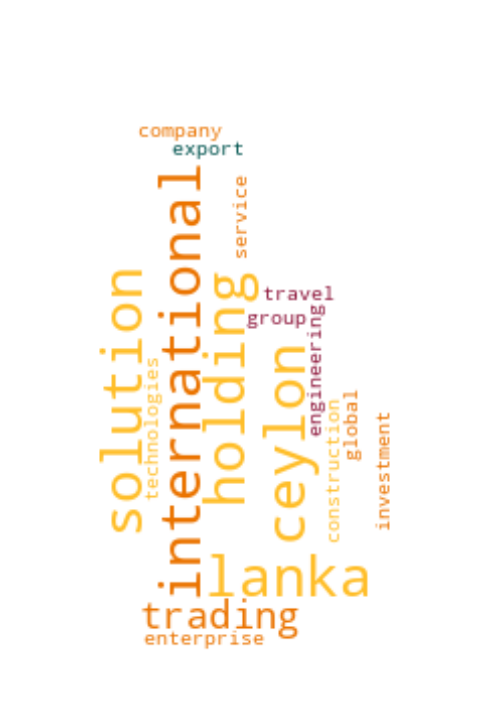 company
export
international
service
solution
holding
travel
group
engineering
ceylon
technologies
construction
global
investment
lanka
trading
enterprise